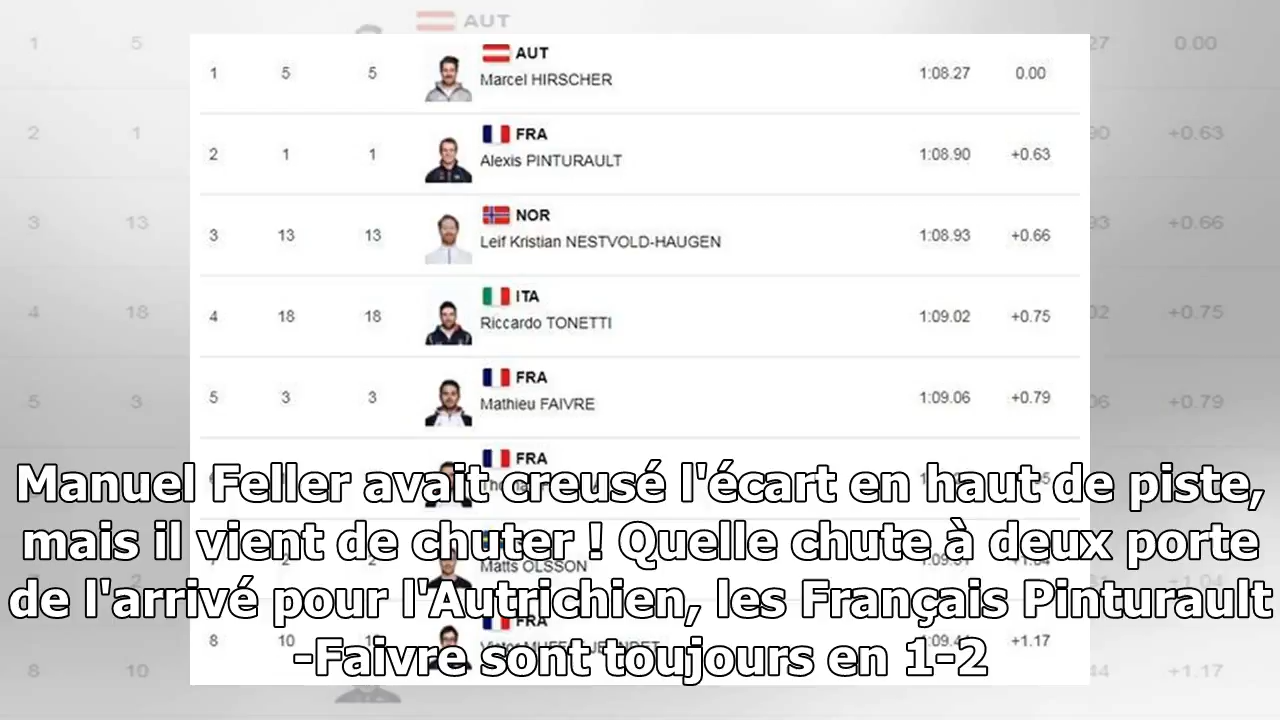 AUT
1 5 5 AUT
Marcel HIRSCHER 1:08.27 0.00
2 1 1 FRA
Alexis PINTURAULT 1:08.90 +0.63
3 13 13 NOR
Leif Kristian NESTVOLD-HAUGEN 1:08.93 +0.66
4 18 18 ITA
Riccardo TONETTI 1:09.02 +0.75
5 3 3 FRA
Mathieu FAIVRE 1:09.06 +0.79
FRA
Manuel Feller avait creusé l'écart en haut de piste,
mais il vient de chuter ! Quelle chute à deux porte
Matts OLSSON
de l'arrivé pour l'Autrichien, les Français Pinturault
FRA
8 10 +1.17
-Faivre sont toujours en 1-2